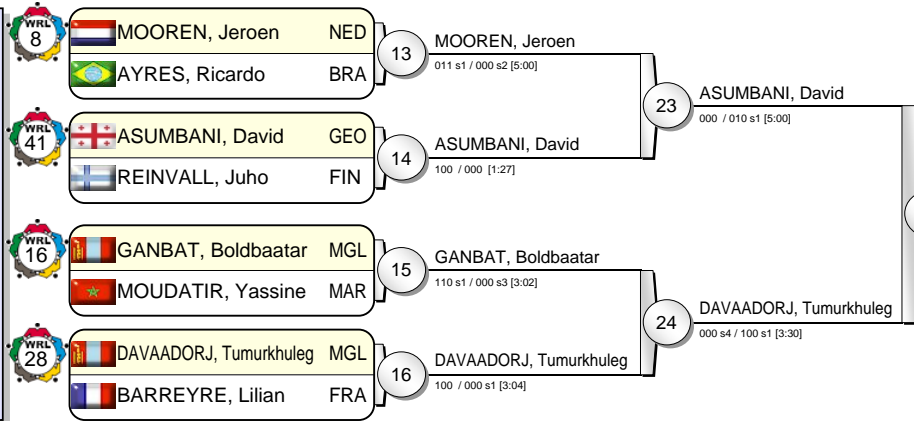 WRL
8
MOOREN, Jeroen NED
AYRES, Ricardo BRA
13
MOOREN, Jeroen
011 s1 / 000 s2 [5:00]
23
ASUMBANI, David
000 / 010 s1 [5:00]
WRL
41
ASUMBANI, David GEO
REINVALL, Juho FIN
14
ASUMBANI, David
100 / 000 [1:27]
WRL
16
GANBAT, Boldbaatar MGL
MOUDATIR, Yassine MAR
15
GANBAT, Boldbaatar
110 s1 / 000 s3 [3:02]
24
DAVAADORJ, Tumurkhuleg
000 s4 / 100 s1 [3:30]
WRL
28
DAVAADORJ, Tumurkhuleg MGL
BARREYRE, Lilian FRA
16
DAVAADORJ, Tumurkhuleg
100 / 000 s1 [3:04]